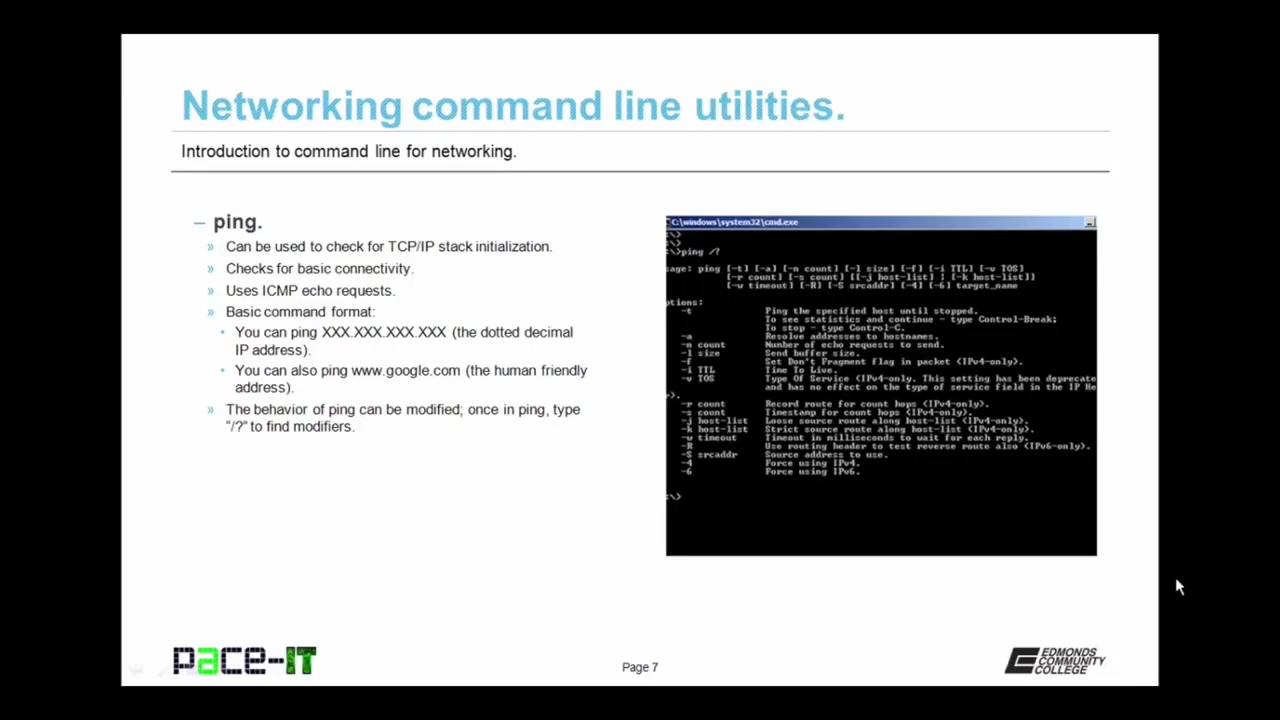 Networking command line utilities.
Introduction to command line for networking.
– ping.
» Can be used to check for TCP/IP stack initialization.
» Checks for basic connectivity.
» Uses ICMP echo requests.
» Basic command format:
• You can ping XXX.XXX.XXX.XXX (the dotted decimal
IP address).
• You can also ping www.google.com (the human friendly
address).
» The behavior of ping can be modified; once in ping, type
“/?” to find modifiers.
C:\windows\system32\cmd.exe
:\>
:\>
:\>ping /?
sage: ping [-t] [-a] [-n count] [-l size] [-f] [-i TTL] [-v TOS]
[-r count] [-s count] [[-j host-list] | [-k host-list]]
[-w timeout] [-R] [-S srcaddr] [-4] [-6] target_name
ptions:
-t Ping the specified host until stopped.
To see statistics and continue - type Control-Break;
To stop - type Control-C.
-a Resolve addresses to hostnames.
-n count Number of echo requests to send.
-l size Send buffer size.
-f Set Don't Fragment flag in packet (IPv4-only).
-i TTL Time To Live.
-v TOS Type Of Service (IPv4-only. This setting has been deprecate
and has no effect on the type of service field in the IP He
r).
-r count Record route for count hops (IPv4-only).
-s count Timestamp for count hops (IPv4-only).
-j host-list Loose source route along host-list (IPv4-only).
-k host-list Strict source route along host-list (IPv4-only).
-w timeout Timeout in milliseconds to wait for each reply.
-R Use routing header to test reverse route also (IPv6-only).
-S srcaddr Source address to use.
-4 Force using IPv4.
-6 Force using IPv6.
:\>
pace-IT
Page 7
EDMONDS
COMMUNITY
COLLEGE